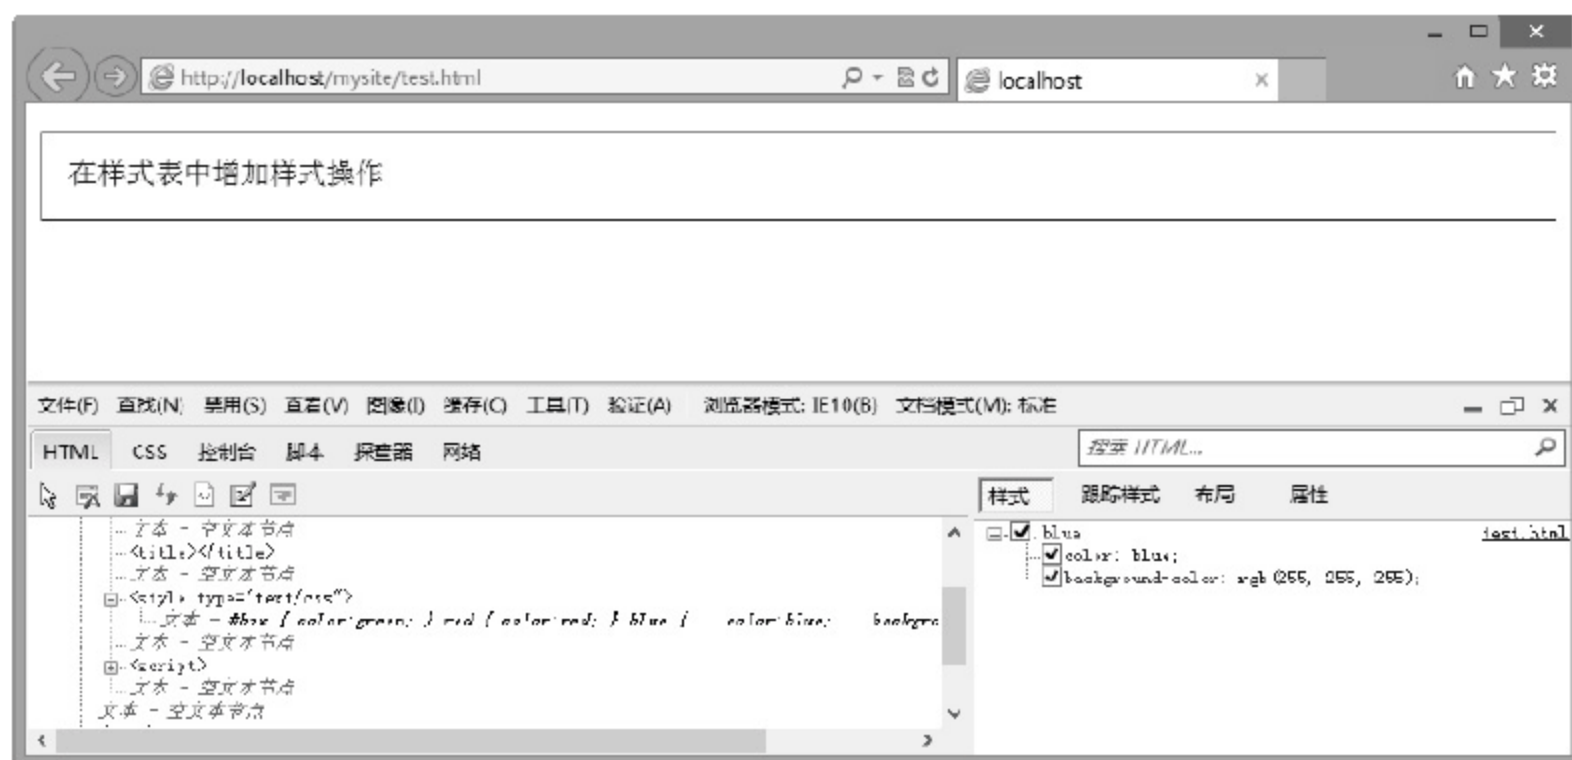 http://localhost/mysite/test.html
localhost
在样式表中增加样式操作
文件(F) 查找(N) 禁用(S) 查看(V) 图像(I) 缓存(C) 工具(T) 验证(A) 浏览器模式: IE10(B) 文档模式(M): 标准
HTML CSS 控制台 脚本 探查器 网络
搜索 HTML...
样式 跟踪样式 布局 属性
文本 - 空文本节点
<title></title>
文本 - 空文本节点
<style type="text/css">
文本 - #box { color:green; } .red { color:red; } .blue { color:blue; backgro
文本 - 空文本节点
<script>
文本 - 空文本节点
文本 - 空文本节点
.blue test.html
color: blue;
background-color: rgb(255, 255, 255);